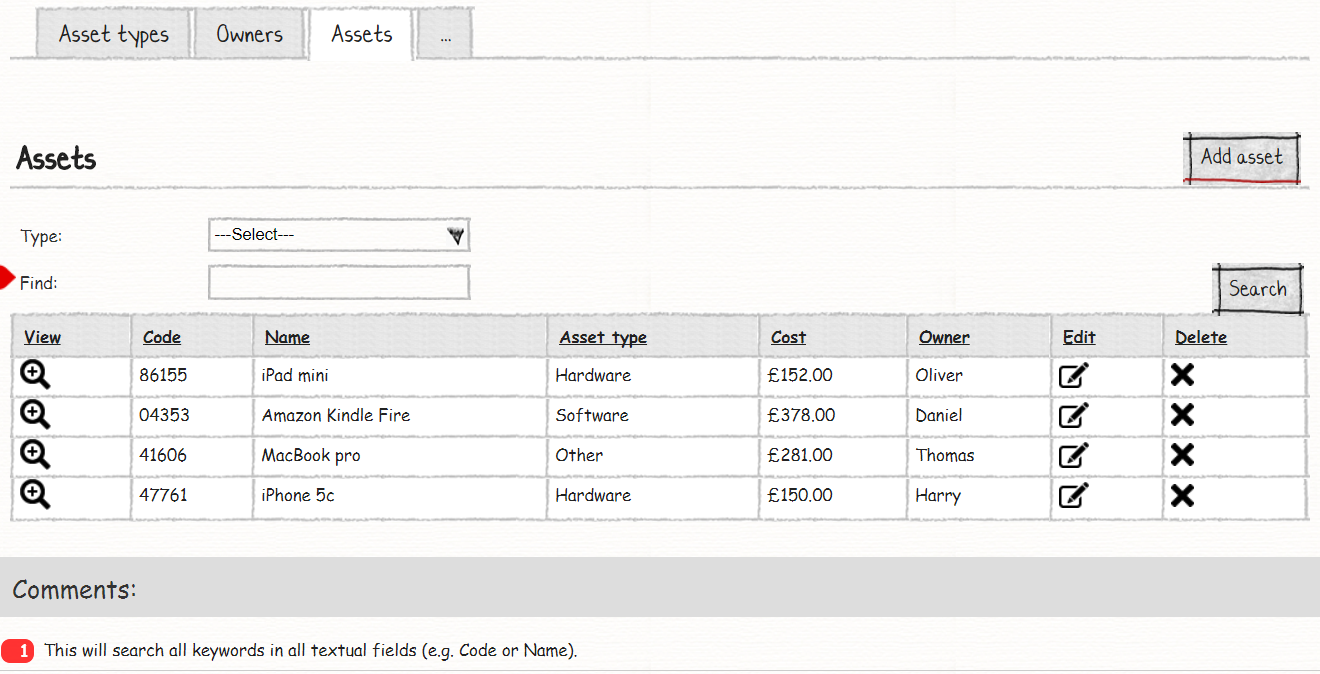 Asset types Owners Assets ...
Assets
Add asset
Type: ---Select---
Find:
Search
View Code Name Asset type Cost Owner Edit Delete
86155 iPad mini Hardware £152.00 Oliver
04353 Amazon Kindle Fire Software £378.00 Daniel
41606 MacBook pro Other £281.00 Thomas
47761 iPhone 5c Hardware £150.00 Harry
Comments:
1 This will search all keywords in all textual fields (e.g. Code or Name).